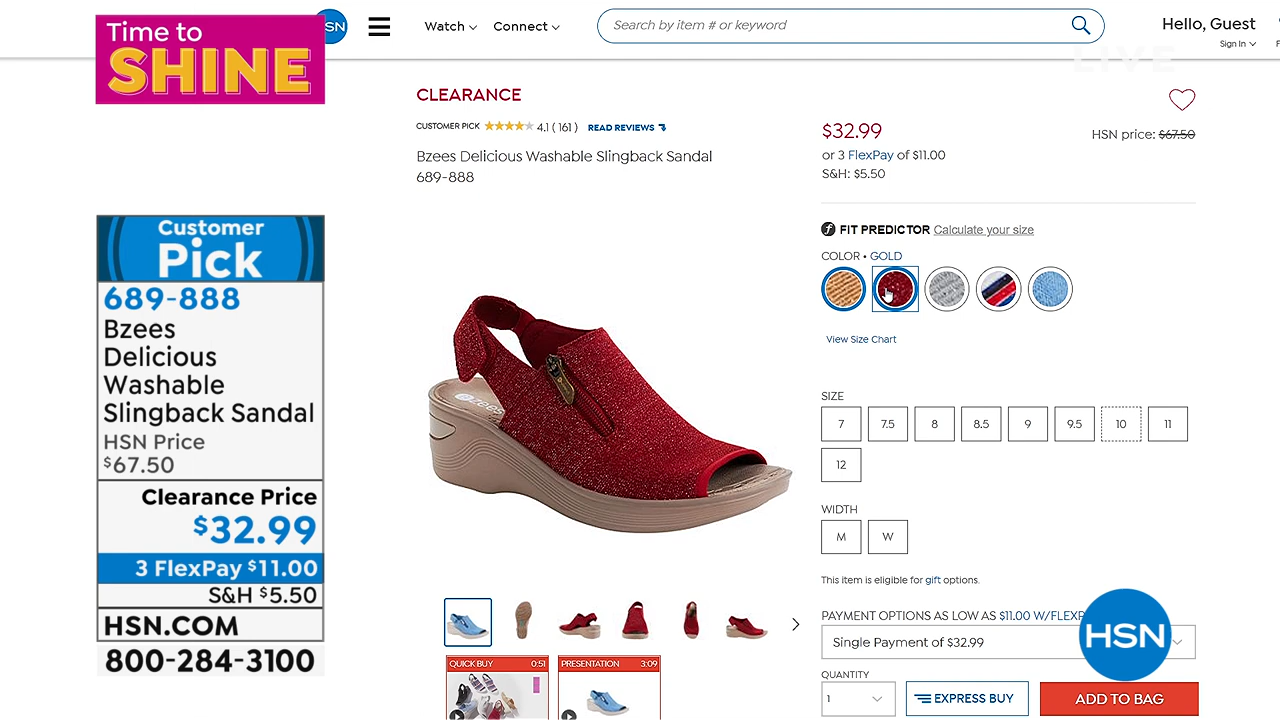 Time to
SHINE
SN
Watch
Connect
Search by item # or keyword
Hello, Guest
Sign In
F
LIVE
CLEARANCE
CUSTOMER PICK
4.1 ( 161 )
READ REVIEWS
Bzees Delicious Washable Slingback Sandal
689-888
$32.99
HSN price: $67.50
or 3 FlexPay of $11.00
S&H: $5.50
FIT PREDICTOR Calculate your size
COLOR • GOLD
View Size Chart
SIZE
7 7.5 8 8.5 9 9.5 10 11
12
WIDTH
M W
This item is eligible for gift options.
PAYMENT OPTIONS AS LOW AS $11.00 W/FLEXP
Single Payment of $32.99
HSN
QUANTITY
1
EXPRESS BUY
ADD TO BAG
Customer
Pick
689-888
Bzees
Delicious
Washable
Slingback Sandal
HSN Price
$67.50
Clearance Price
$32.99
3 FlexPay $11.00
S&H $5.50
HSN.COM
800-284-3100
bzees
QUICK BUY 0:51
PRESENTATION 3:09